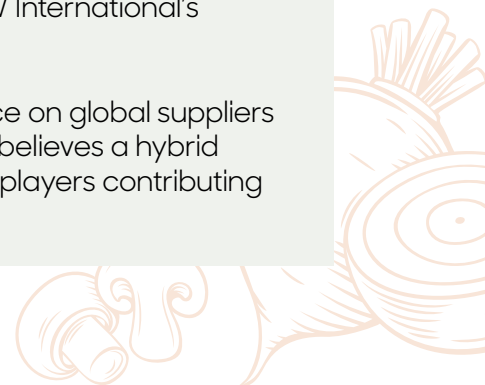 International's
ce on global suppliers
believes a hybrid
players contributing